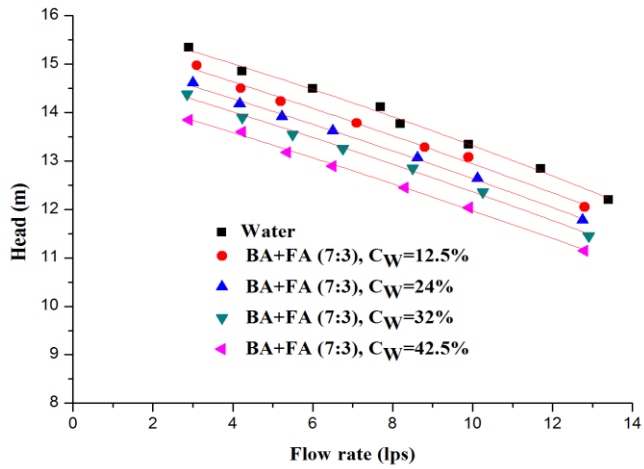 16
15
14
13
12
11
10
9
8
Head (m)
Water
BA+FA (7:3), CW=12.5%
BA+FA (7:3), CW=24%
BA+FA (7:3), CW=32%
BA+FA (7:3), CW=42.5%
0 2 4 6 8 10 12 14
Flow rate (lps)